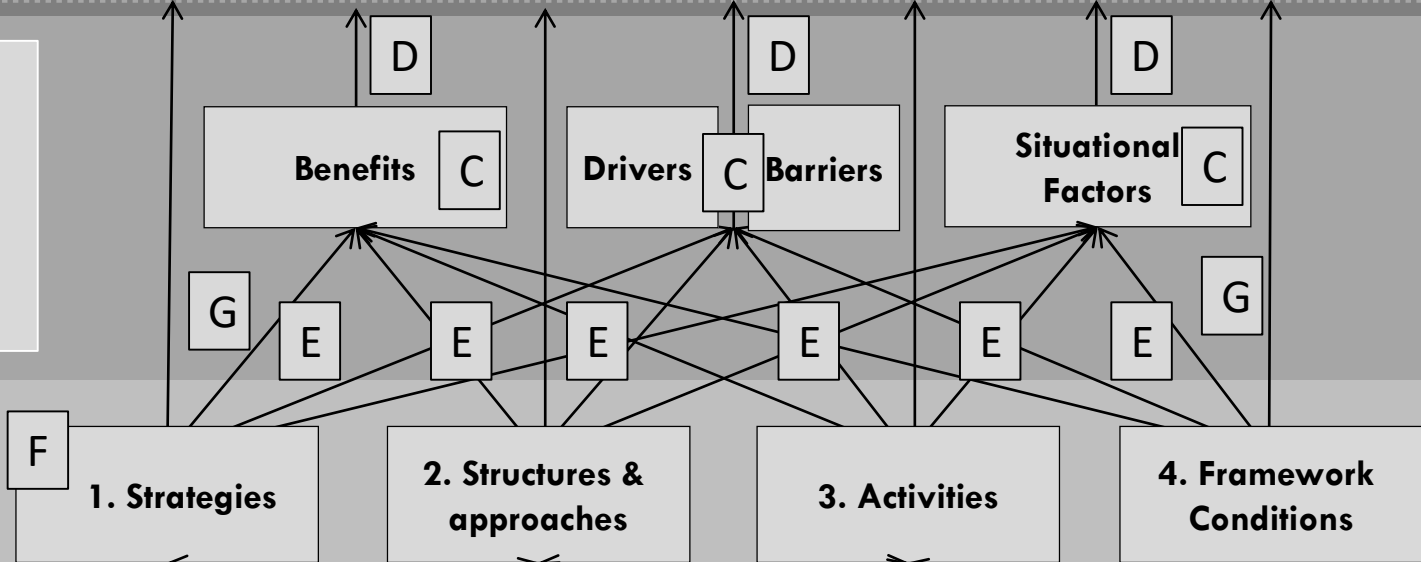 D
D
D
Benefits
C
Drivers
C
Barriers
Situational
Factors
C
G
E
E
E
E
E
E
G
F
1. Strategies
2. Structures &
approaches
3. Activities
4. Framework
Conditions